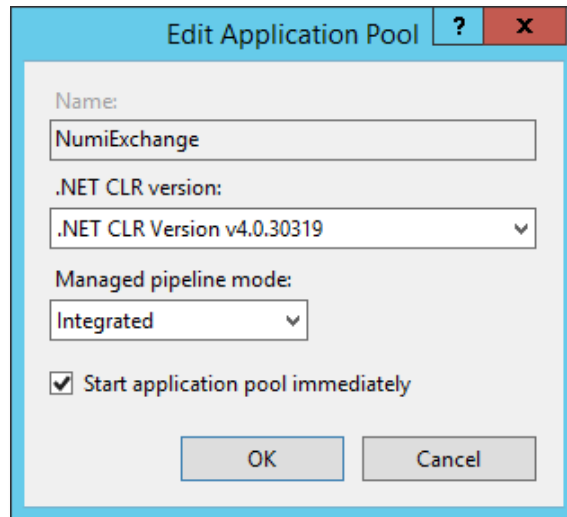 Edit Application Pool ? x
Name:
NumiExchange
.NET CLR version:
.NET CLR Version v4.0.30319
Managed pipeline mode:
Integrated
Start application pool immediately
OK Cancel